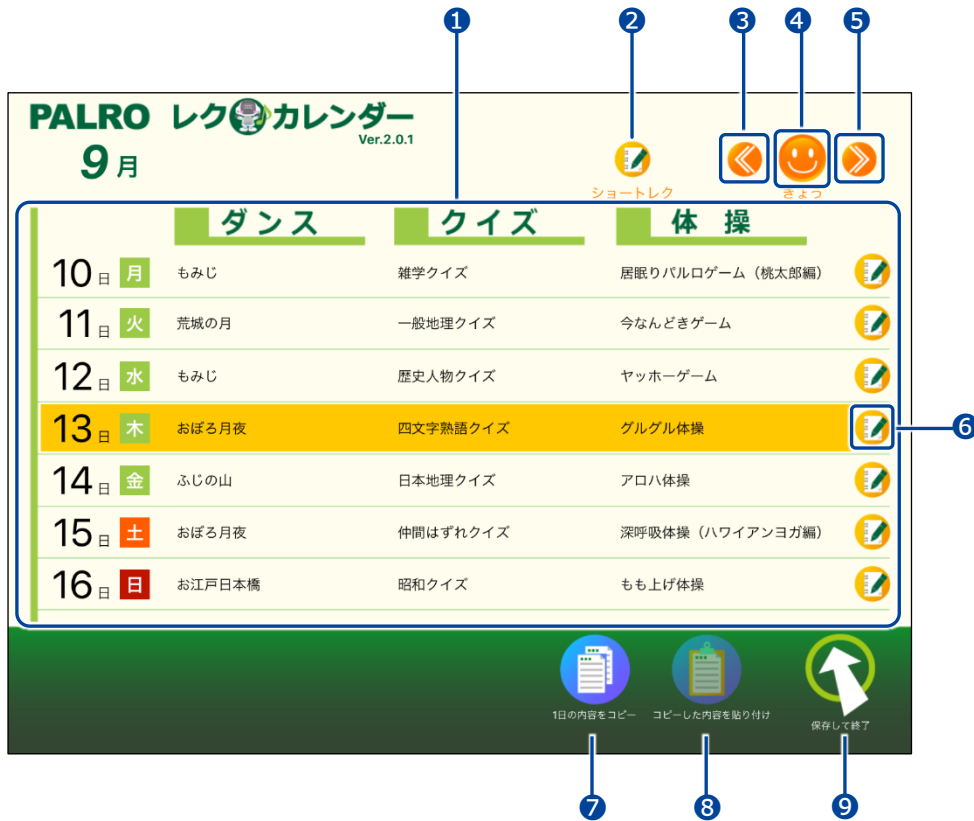 1 2 3 4 5
PALRO レクカレンダー
Ver.2.0.1
9月
ショートレク きょう
ダンス クイズ 体操
10日 月 もみじ 雑学クイズ 居眠りパルロゲーム（桃太郎編）
11日 火 荒城の月 一般地理クイズ 今なんどきゲーム
12日 水 もみじ 歴史人物クイズ ヤッホーゲーム
13日 木 おぼろ月夜 四文字熟語クイズ グルグル体操
6
14日 金 ふじの山 日本地理クイズ アロハ体操
15日 土 おぼろ月夜 仲間はずれクイズ 深呼吸体操（ハワイアンヨガ編）
16日 日 お江戸日本橋 昭和クイズ もも上げ体操
1日の内容をコピー コピーした内容を貼り付け 保存して終了
7 8 9